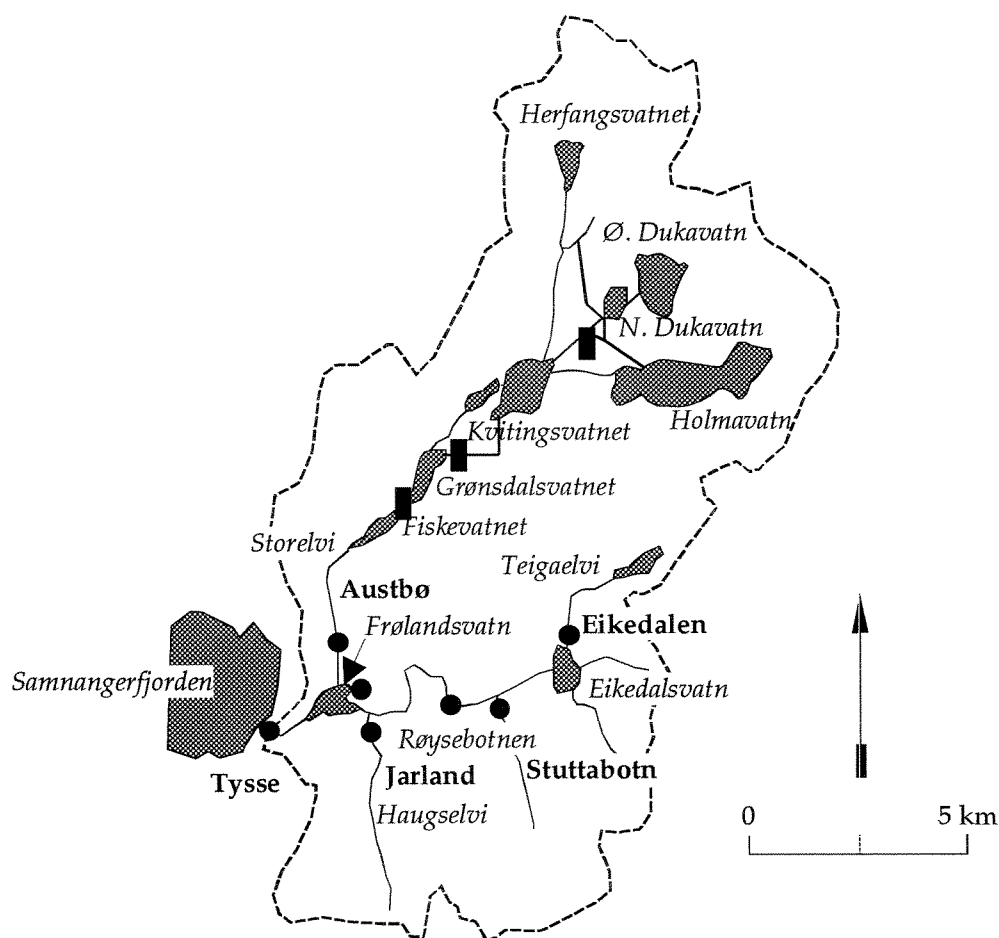 Herfangsvatnet
Ø. Dukavatn
N. Dukavatn
Holmavatn
Kvitingsvatnet
Grønsdalsvatnet
Fiskevatnet
Storelvi
Teigaelvi
Austbø
Frølandsvatn
Eikedalen
Samnangerfjorden
Eikedalsvatn
Røysebotnen
Tysse
Jarland
Stuttabotn
Haugselvi
0 5 km